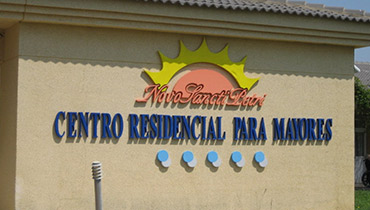 Novo Sancti Petri
CENTRO RESIDENCIAL PARA MAYORES